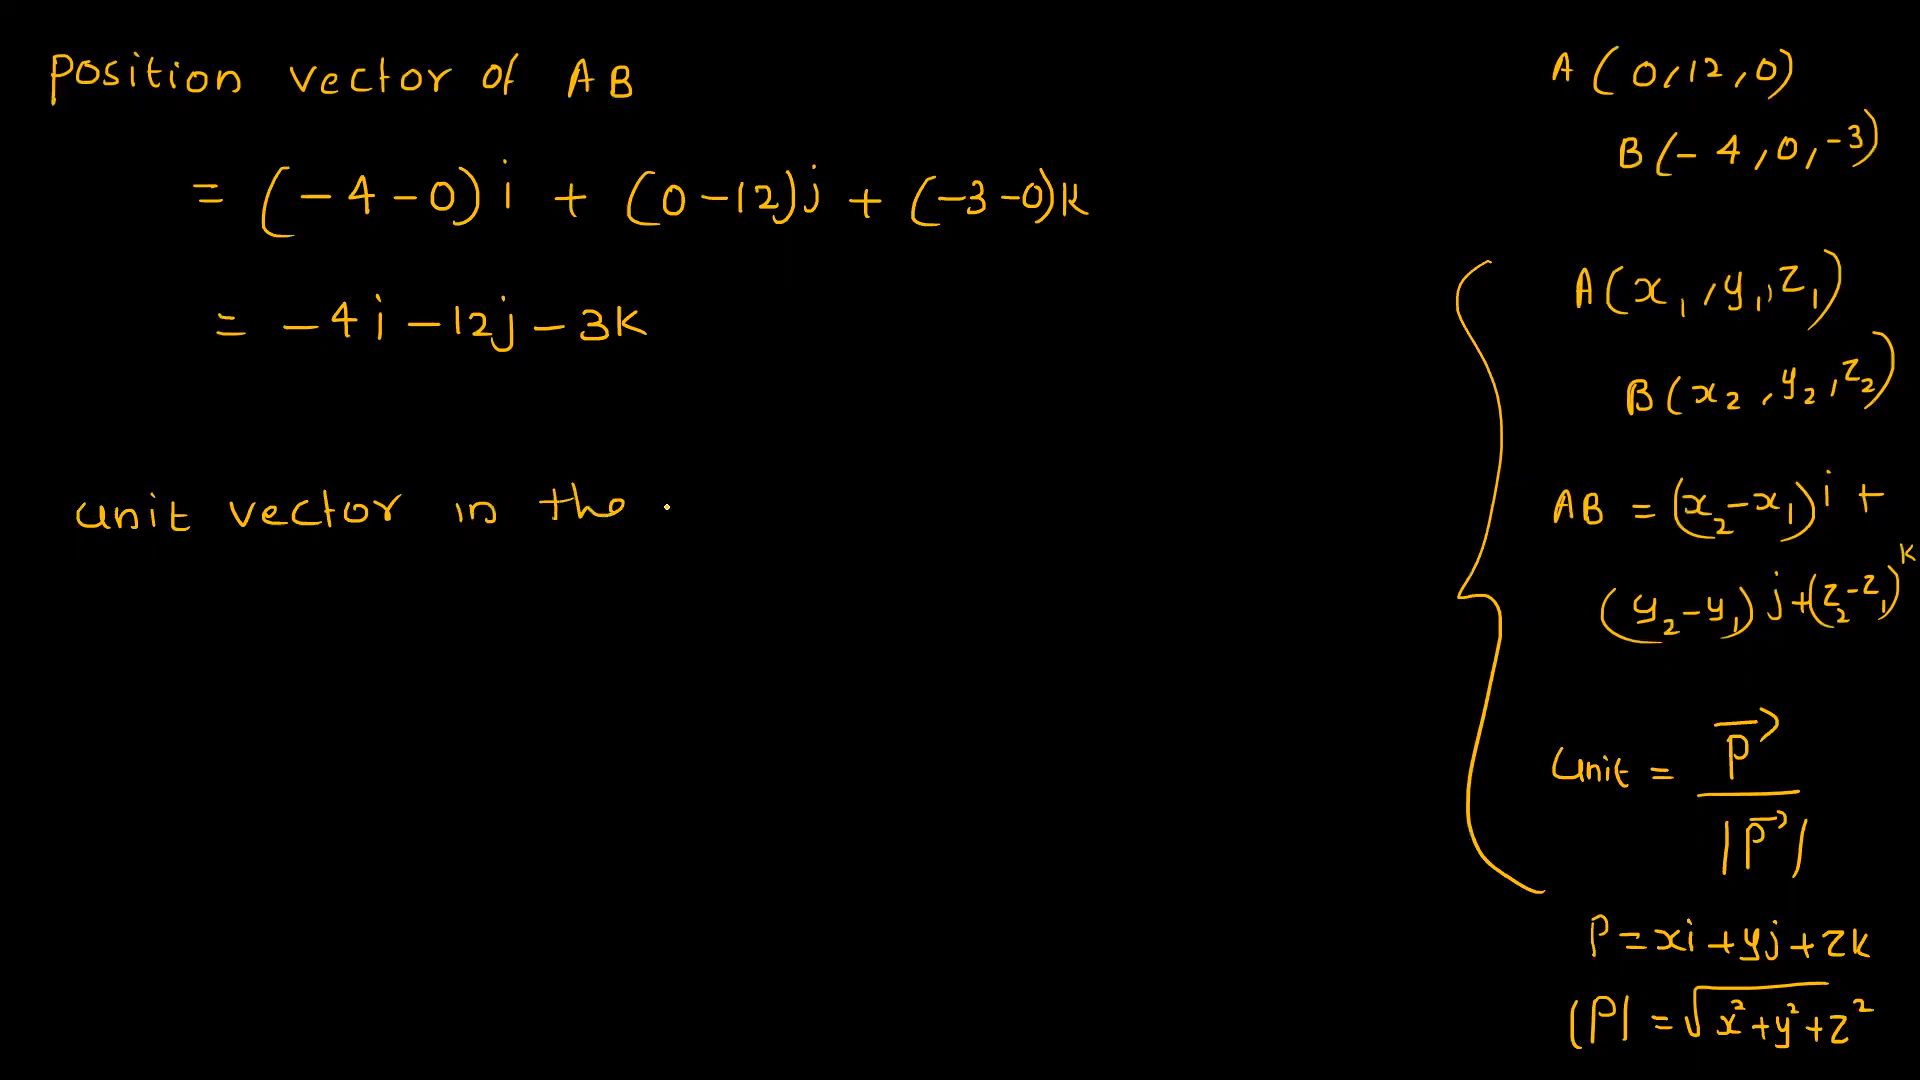 Position vector of AB
= (-4-0)i + (0-12)j + (-3-0)k
= -4i-12j-3k
unit vector in the
A(0,12,0)
B(-4,0,-3)
A(x₁,y₁,z₁)
B(x₂,y₂,z₂)
AB = (x₂-x₁)i +
(y₂-y₁)j+(z₂-z₁)k
Unit = P⃗ / |P⃗|
P=xi+yj+zk
|P| = √x²+y²+z²